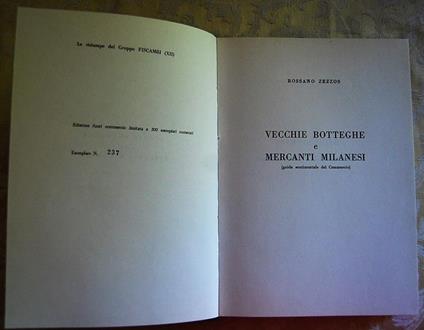 Le ristampe del Gruppo FISCAMBI (XII)
Edizione fuori commercio limitata a 500 esemplari numerati
Esemplare N. 237
ROSSANO ZEZZOS
VECCHIE BOTTEGHE
e
MERCANTI MILANESI
(guida sentimentale del Commercio)